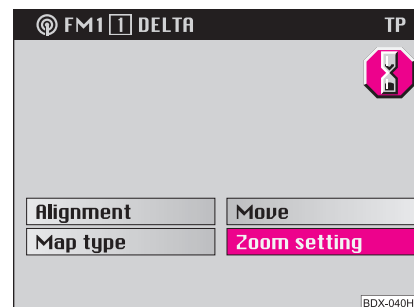 FM1 1 DELTA TP
Alignment Move
Map type Zoom setting
BDX-040H